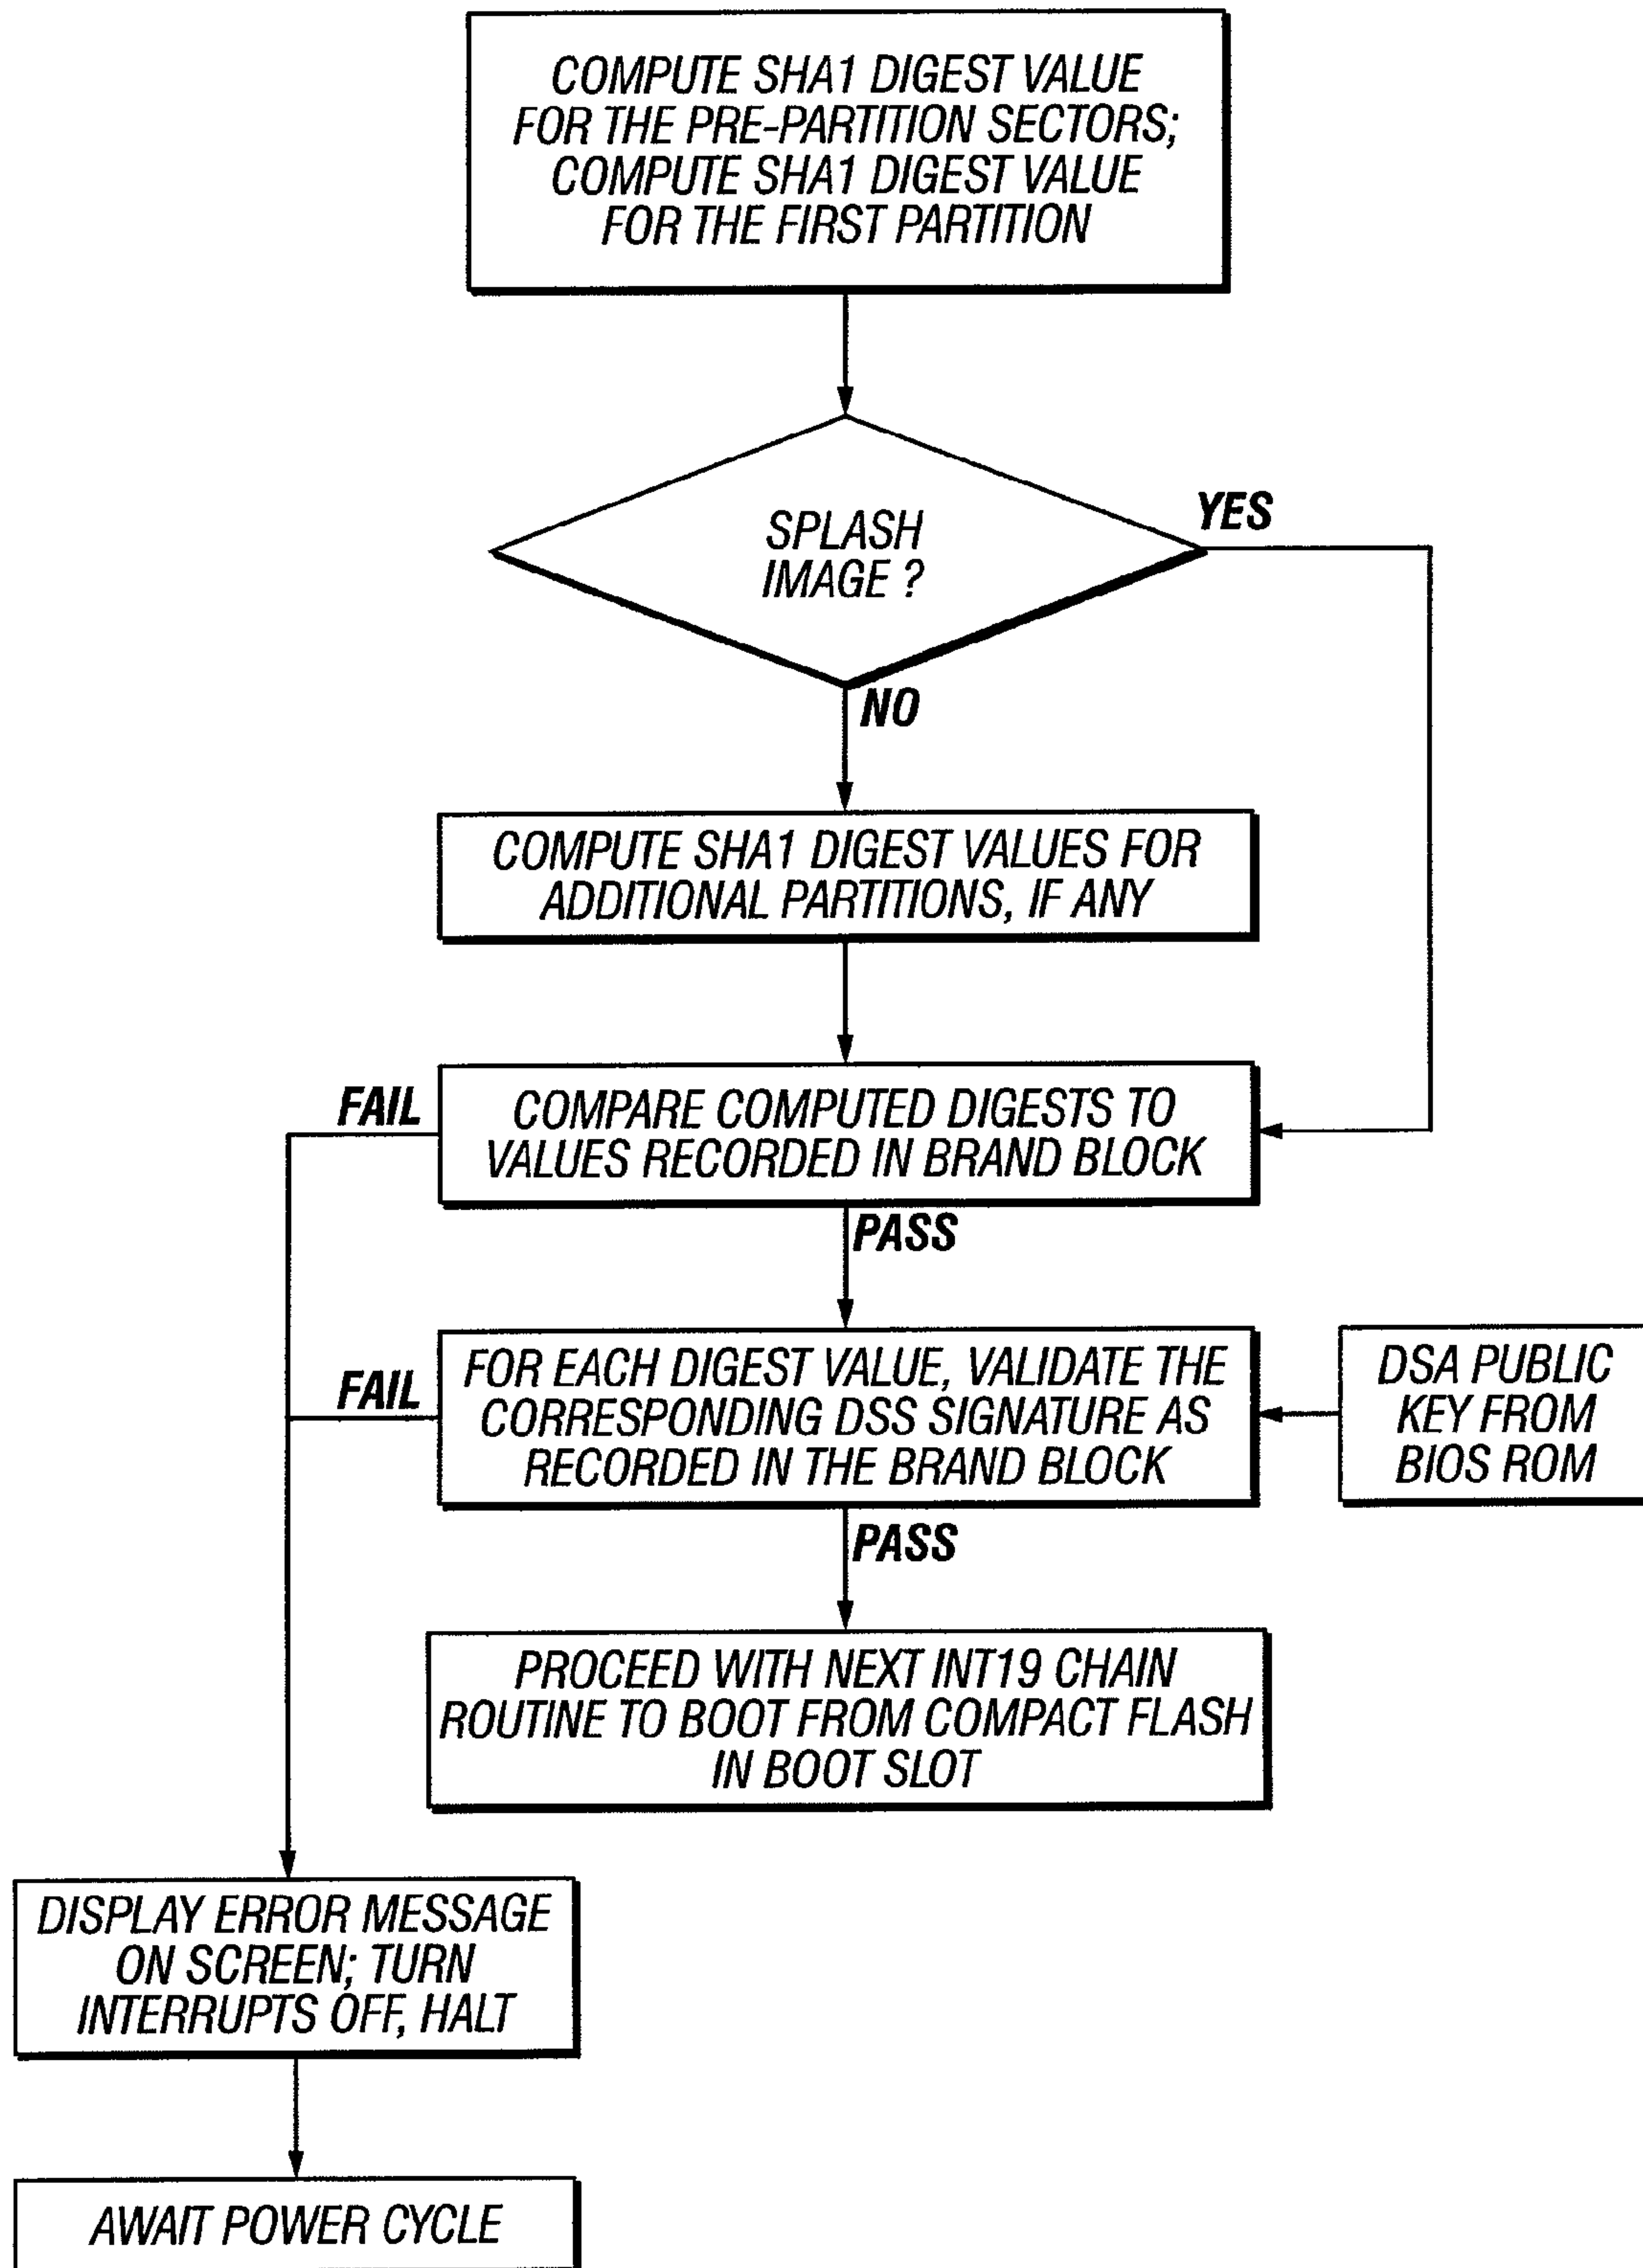 COMPUTE SHA1 DIGEST VALUE
FOR THE PRE-PARTITION SECTORS;
COMPUTE SHA1 DIGEST VALUE
FOR THE FIRST PARTITION
SPLASH
IMAGE ?
YES
NO
COMPUTE SHA1 DIGEST VALUES FOR
ADDITIONAL PARTITIONS, IF ANY
FAIL
COMPARE COMPUTED DIGESTS TO
VALUES RECORDED IN BRAND BLOCK
PASS
FAIL
FOR EACH DIGEST VALUE, VALIDATE THE
CORRESPONDING DSS SIGNATURE AS
RECORDED IN THE BRAND BLOCK
DSA PUBLIC
KEY FROM
BIOS ROM
PASS
PROCEED WITH NEXT INT19 CHAIN
ROUTINE TO BOOT FROM COMPACT FLASH
IN BOOT SLOT
DISPLAY ERROR MESSAGE
ON SCREEN; TURN
INTERRUPTS OFF, HALT
AWAIT POWER CYCLE